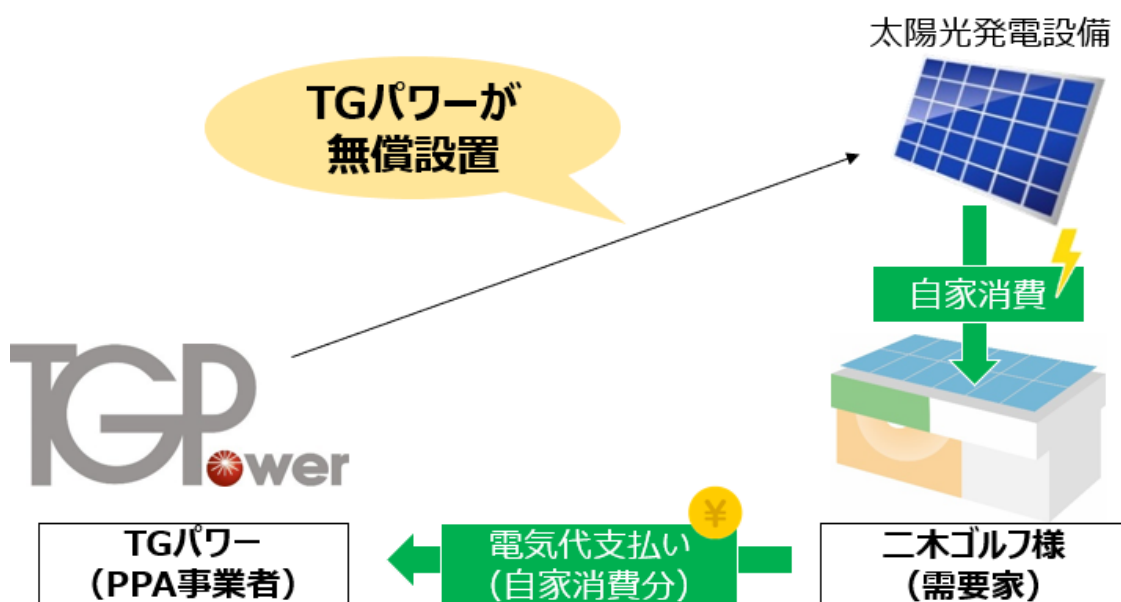 太陽光発電設備
TGパワーが
無償設置
自家消費
TGPower
TGパワー
(PPA事業者)
電気代支払い
(自家消費分)
¥
二木ゴルフ様
(需要家)